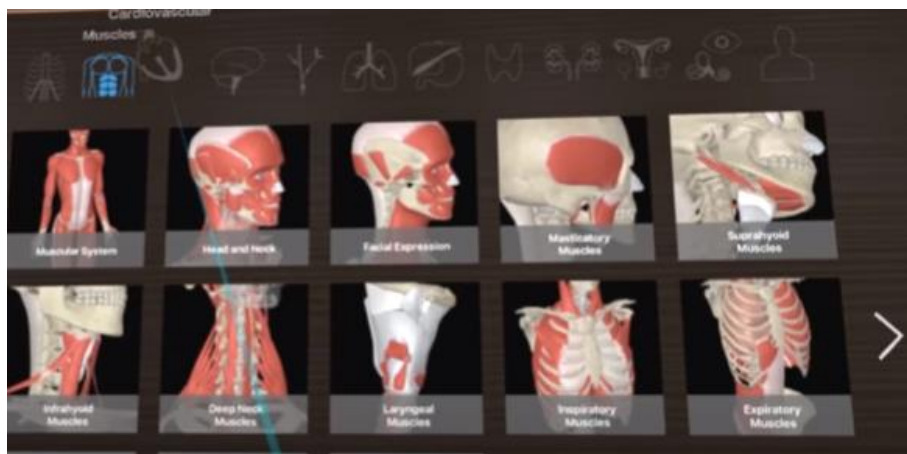 Cardiovascular
Muscles
Muscular System
Head and Neck
Facial Expression
Masticatory
Muscles
Suprahyoid
Muscles
Infrahyoid
Muscles
Deep Neck
Muscles
Laryngeal
Muscles
Inspiratory
Muscles
Expiratory
Muscles